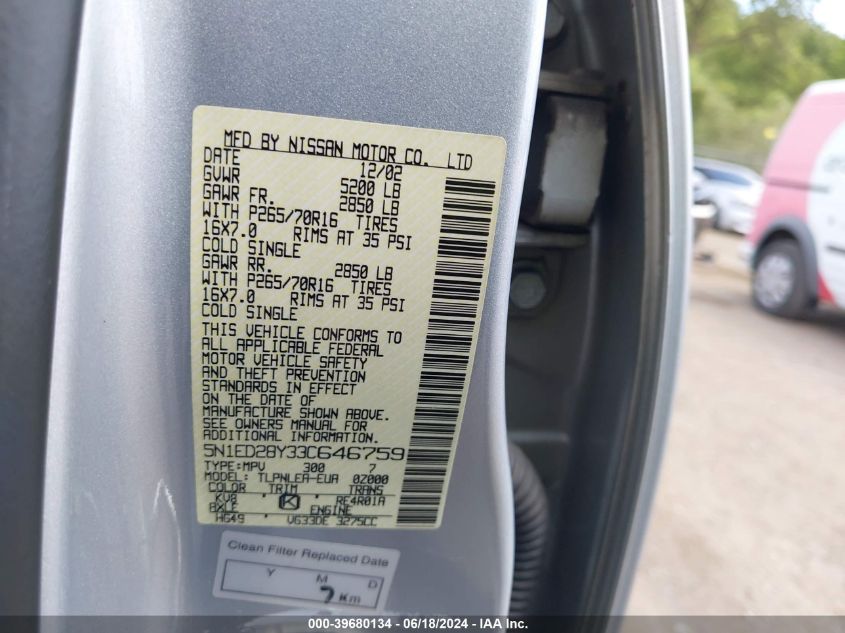 MFD BY NISSAN MOTOR CO. LTD
DATE 12/02
GVWR 5200 LB
GAWR FR. 2850 LB
WITH P265/70R16 TIRES
16X7.0 RIMS AT 35 PSI
COLD SINGLE
GAWR RR. 2850 LB
WITH P265/70R16 TIRES
16X7.0 RIMS AT 35 PSI
COLD SINGLE
THIS VEHICLE CONFORMS TO
ALL APPLICABLE FEDERAL
MOTOR VEHICLE SAFETY
AND THEFT PREVENTION
STANDARDS IN EFFECT
ON THE DATE OF
MANUFACTURE SHOWN ABOVE.
SEE OWNERS MANUAL FOR
ADDITIONAL INFORMATION.
5N1ED28Y33C646759
TYPE:MPV 300 7
MODEL: TLPNLEA-EUA 0Z000
COLOR TRIM TRANS
KV8 K RE4R01A
AXLE ENGINE
HG49 VG33DE 3275CC
Clean Filter Replaced Date
Y M D
Km
000-39680134 - 06/18/2024 - IAAI.COM